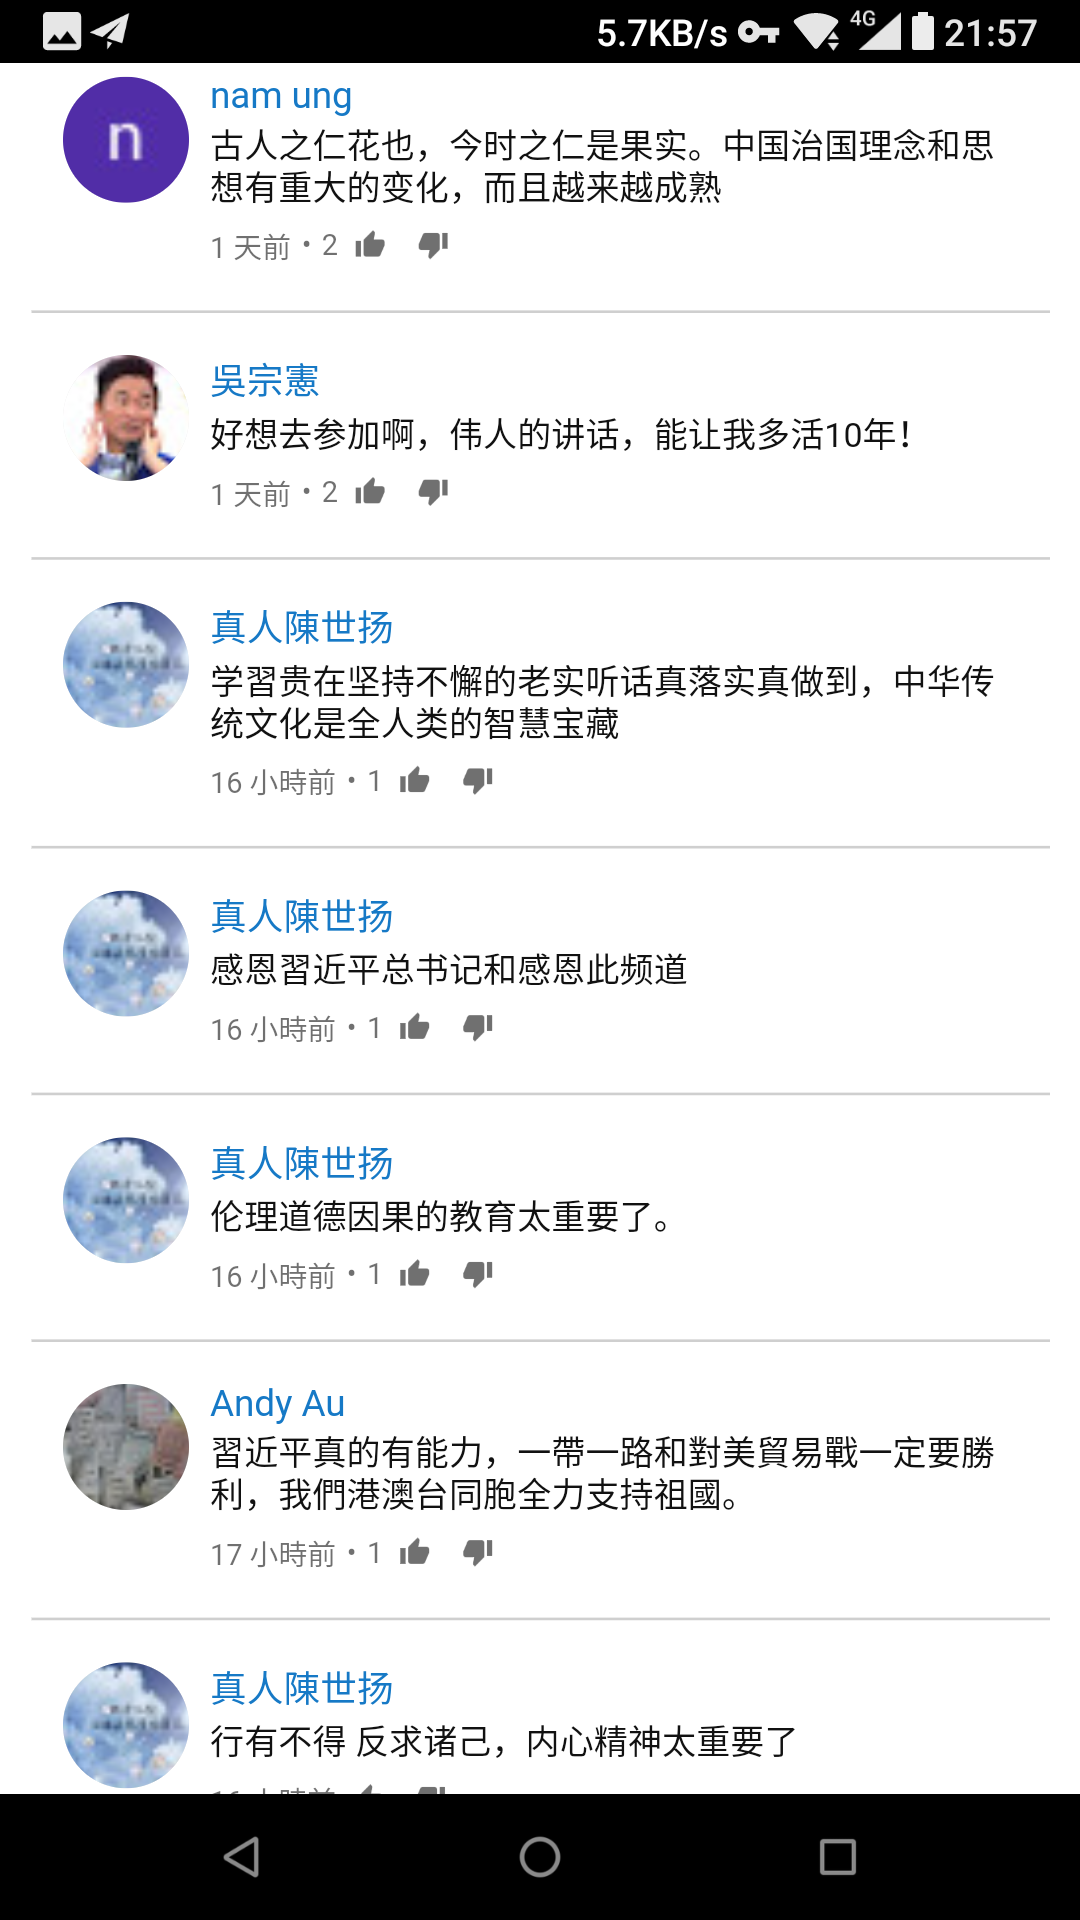 5.7KB/s 4G 21:57
n
nam ung
古人之仁花也，今时之仁是果实。中国治国理念和思
想有重大的变化，而且越来越成熟
1 天前 • 2
吳宗憲
好想去参加啊，伟人的讲话，能让我多活10年！
1 天前 • 2
真人陳世扬
学習贵在坚持不懈的老实听话真落实真做到，中华传
统文化是全人类的智慧宝藏
16 小時前 • 1
真人陳世扬
感恩習近平总书记和感恩此频道
16 小時前 • 1
真人陳世扬
伦理道德因果的教育太重要了。
16 小時前 • 1
Andy Au
習近平真的有能力，一帶一路和對美貿易戰一定要勝
利，我們港澳台同胞全力支持祖國。
17 小時前 • 1
真人陳世扬
行有不得 反求诸己，内心精神太重要了